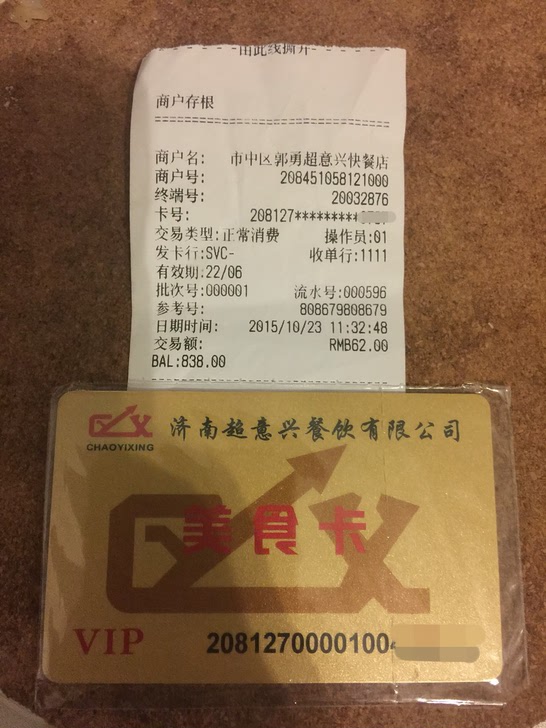 -由此线撕开-
商户存根
商户名: 市中区郭勇超意兴快餐店
商户号: 208451058121000
终端号: 20032876
卡号: 208127*********
交易类型:正常消费 操作员:01
发卡行:SVC- 收单行:1111
有效期:22/06
批次号:000001 流水号:000596
参考号: 808679808679
日期时间: 2015/10/23 11:32:48
交易额: RMB62.00
BAL:838.00
CHAOYIXING 济南超意兴餐饮有限公司
美食卡
VIP 2081270000100